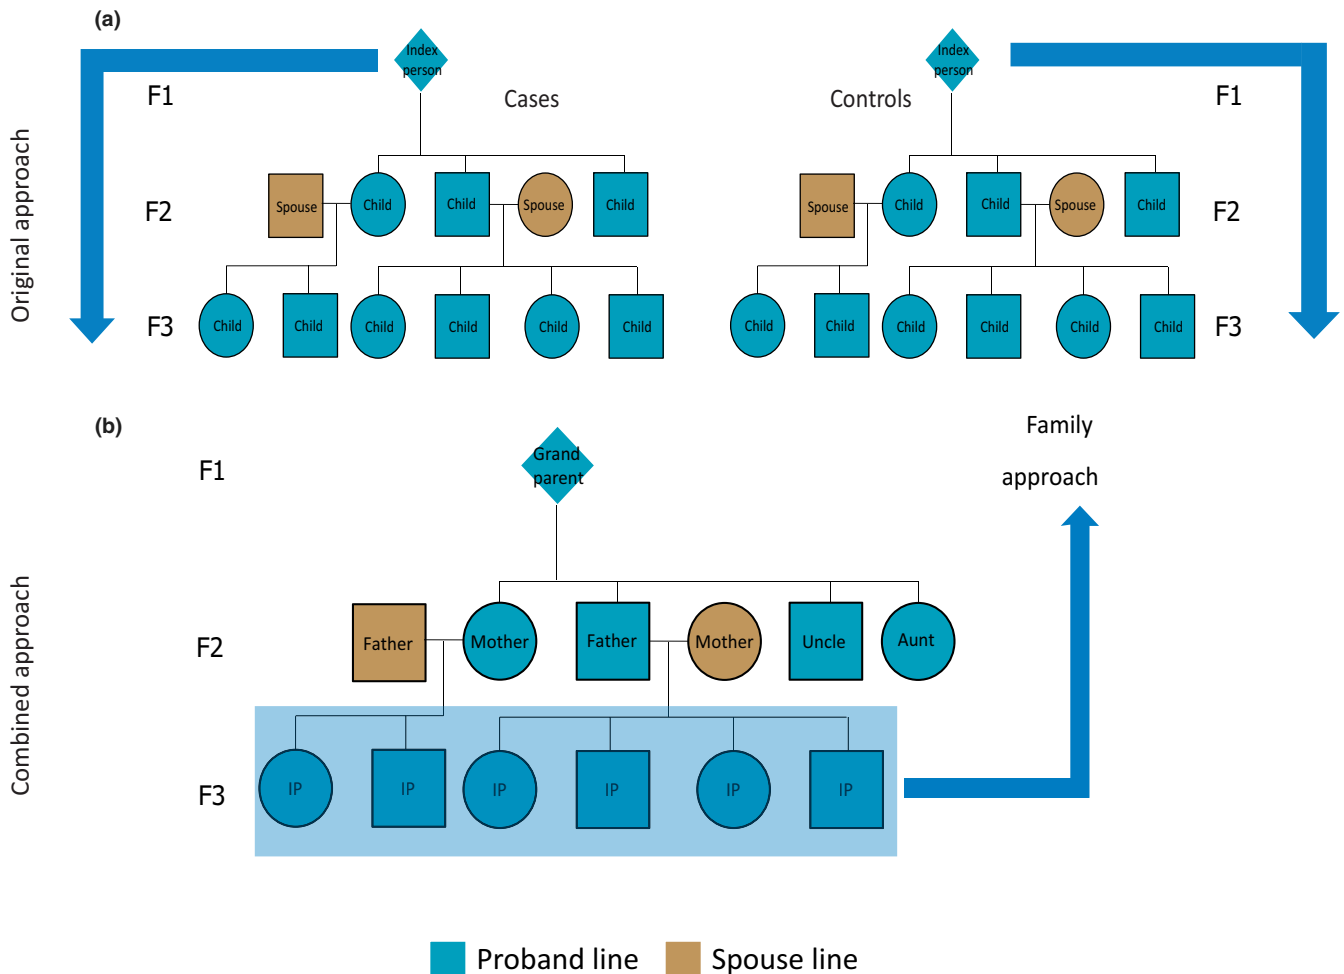 (a)
Index
person
Index
person
F1
Cases
Controls
F1
Original approach
Spouse
Child
Child
Spouse
Child
Spouse
Child
Child
Spouse
Child
F2
F2
F3
Child
Child
Child
Child
Child
Child
Child
Child
Child
Child
Child
Child
F3
(b)
Family
approach
F1
Grand
parent
Combined approach
F2
Father
Mother
Father
Mother
Uncle
Aunt
F3
IP
IP
IP
IP
IP
IP
Proband line
Spouse line